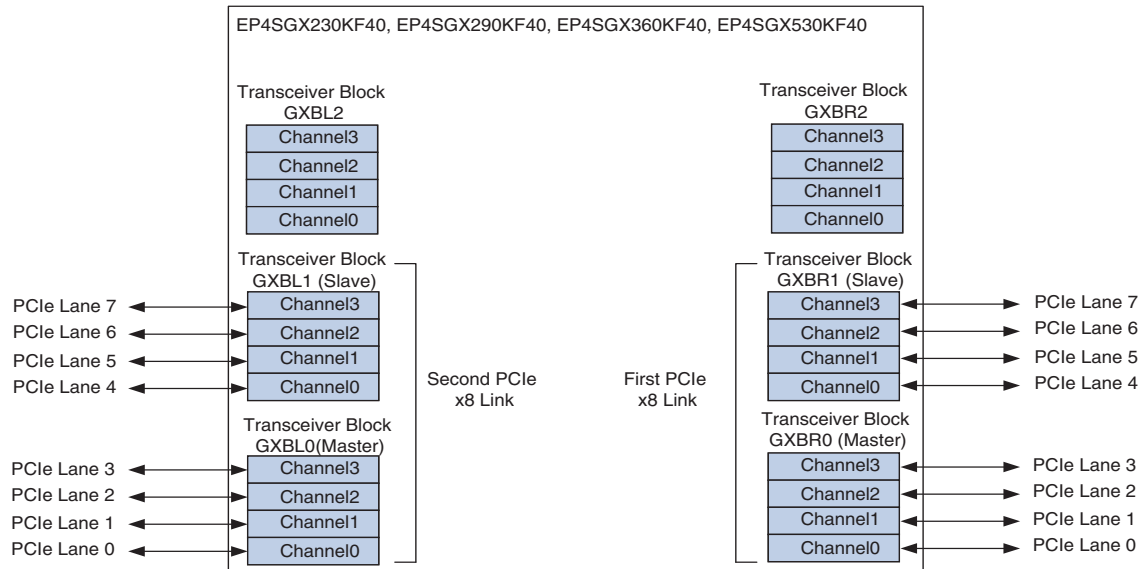 EP4SGX230KF40, EP4SGX290KF40, EP4SGX360KF40, EP4SGX530KF40
Transceiver Block
GXBL2
Channel3
Channel2
Channel1
Channel0
Transceiver Block
GXBR2
Channel3
Channel2
Channel1
Channel0
Transceiver Block
GXBL1 (Slave)
PCIe Lane 7
Channel3
PCIe Lane 6
Channel2
PCIe Lane 5
Channel1
PCIe Lane 4
Channel0
Second PCIe
x8 Link
First PCIe
x8 Link
Transceiver Block
GXBR1 (Slave)
Channel3
PCIe Lane 7
Channel2
PCIe Lane 6
Channel1
PCIe Lane 5
Channel0
PCIe Lane 4
Transceiver Block
GXBL0(Master)
PCIe Lane 3
Channel3
PCIe Lane 2
Channel2
PCIe Lane 1
Channel1
PCIe Lane 0
Channel0
Transceiver Block
GXBR0 (Master)
Channel3
PCIe Lane 3
Channel2
PCIe Lane 2
Channel1
PCIe Lane 1
Channel0
PCIe Lane 0